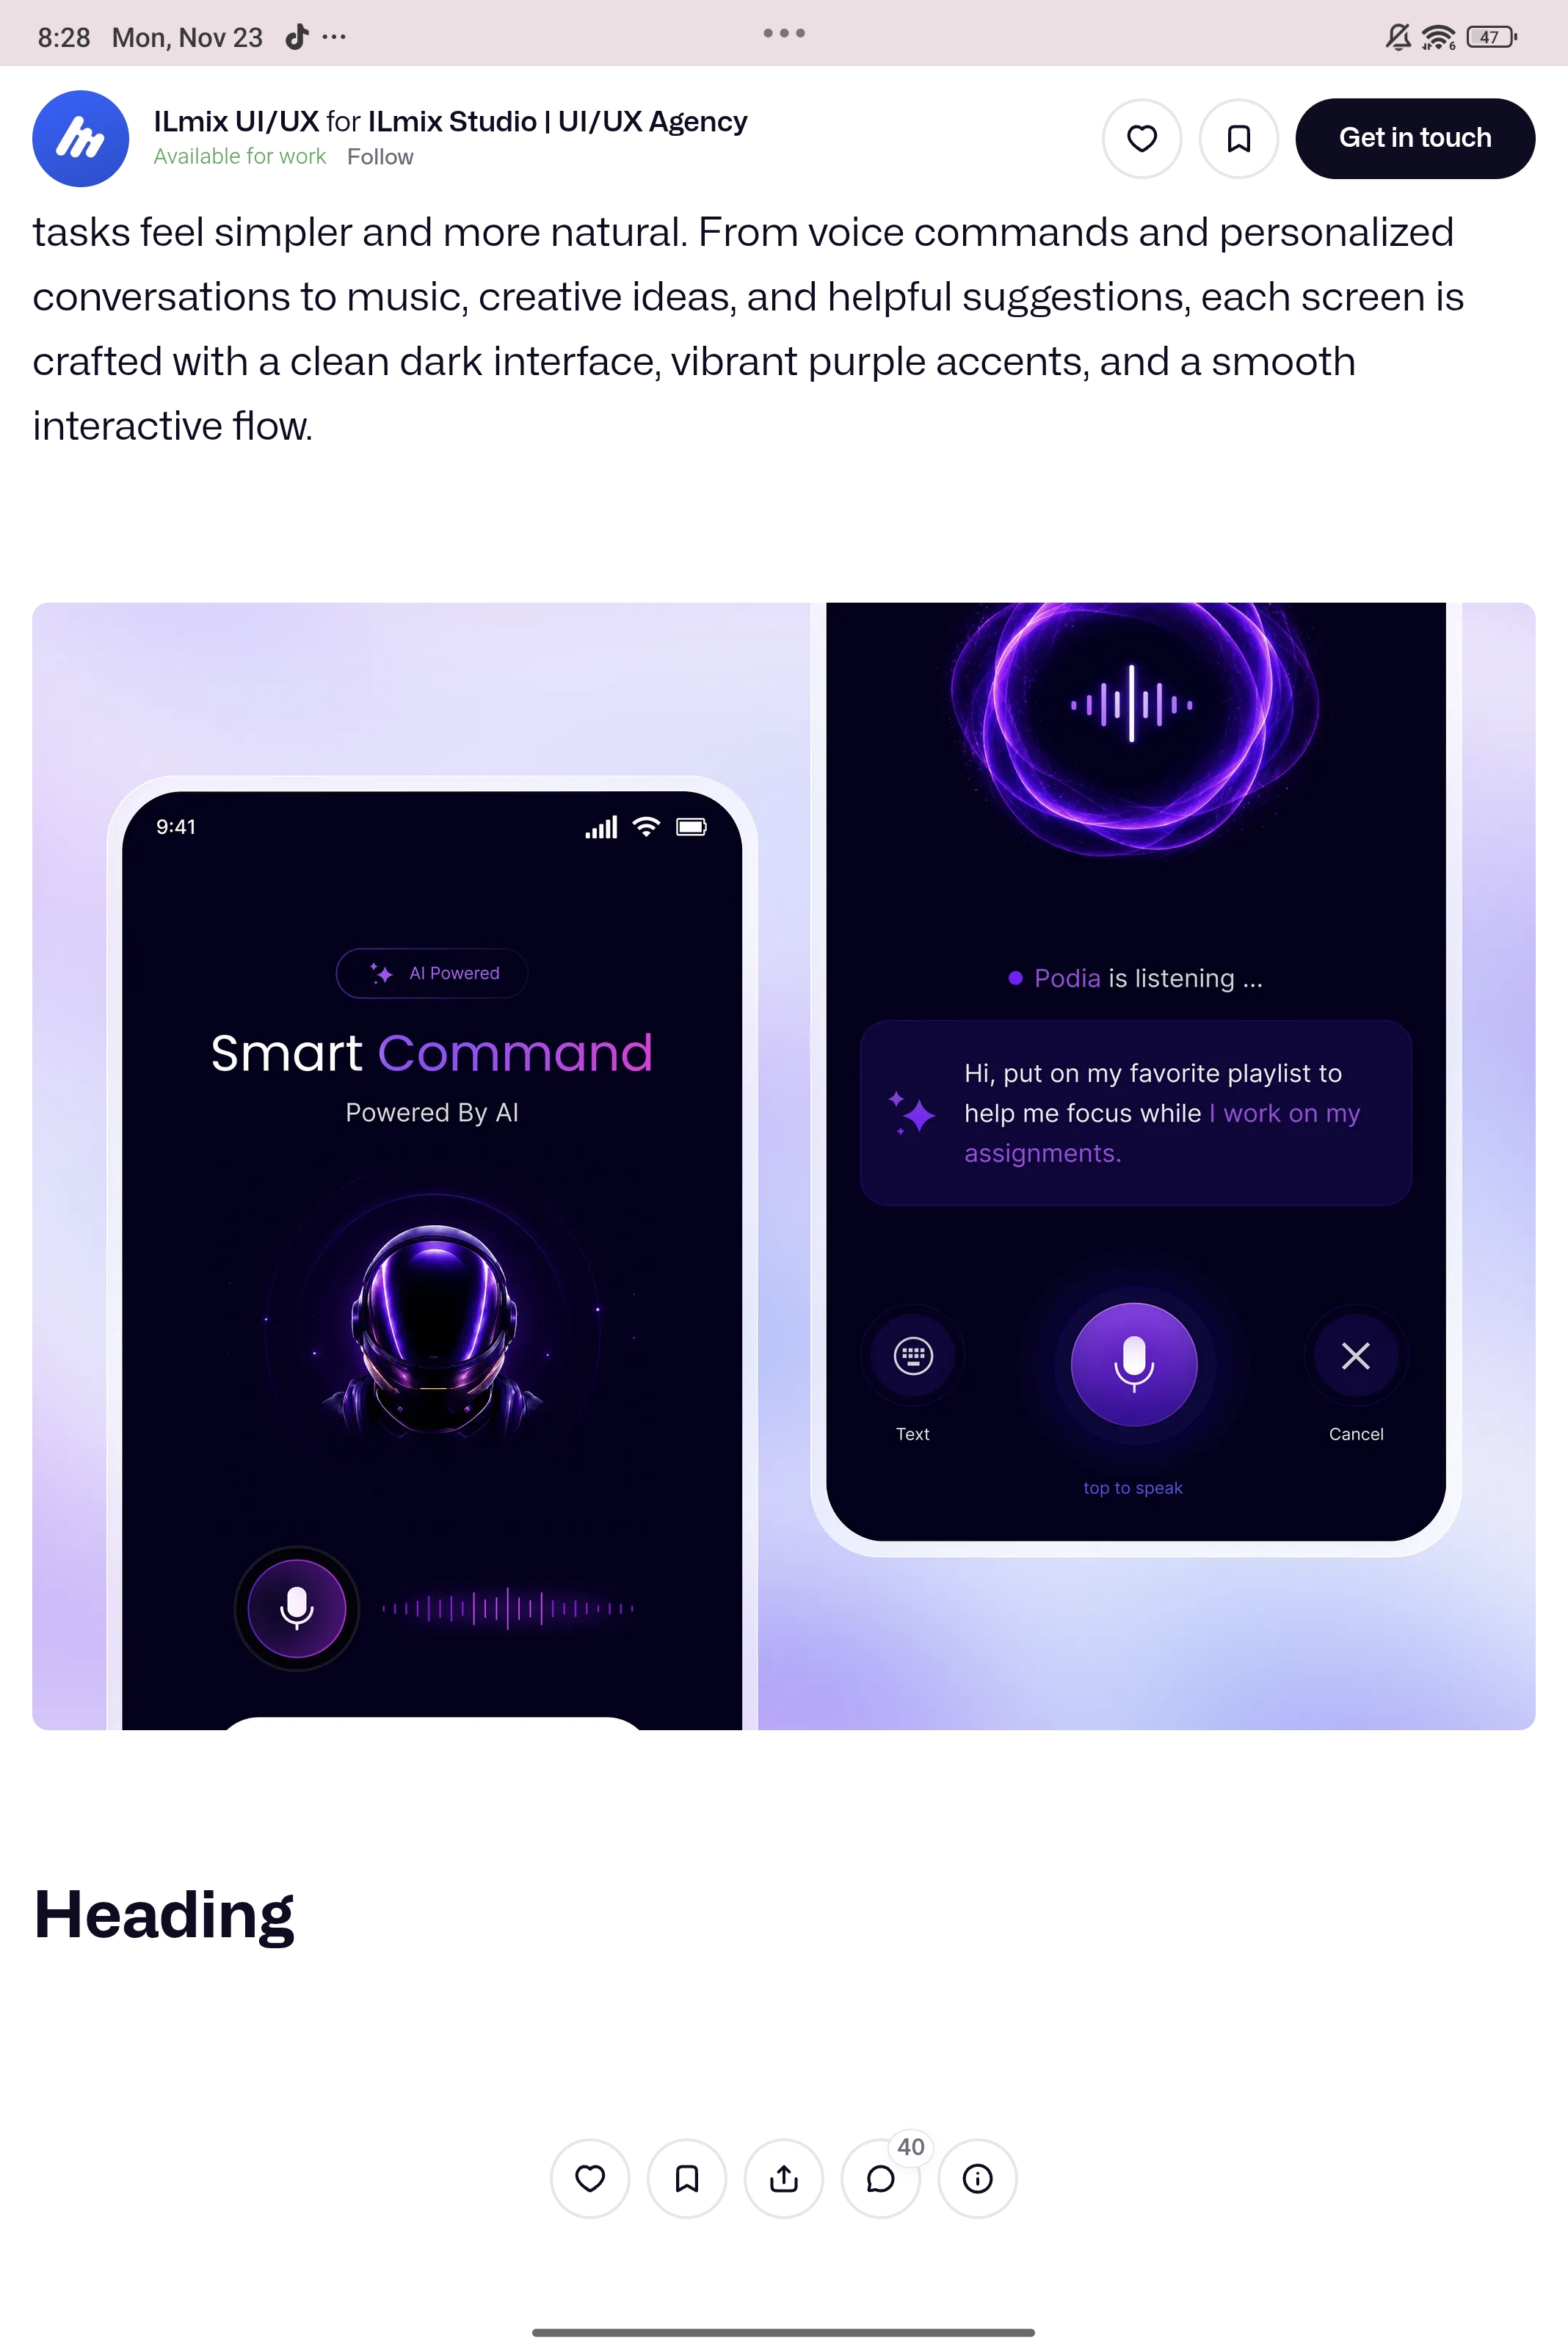 8:28 Mon, Nov 23
47
ILmix UI/UX for ILmix Studio | UI/UX Agency
Available for work Follow
Get in touch
tasks feel simpler and more natural. From voice commands and personalized
conversations to music, creative ideas, and helpful suggestions, each screen is
crafted with a clean dark interface, vibrant purple accents, and a smooth
interactive flow.
9:41
AI Powered
Smart Command
Powered By AI
Podia is listening ...
Hi, put on my favorite playlist to
help me focus while I work on my
assignments.
Text
Cancel
top to speak
Heading
40